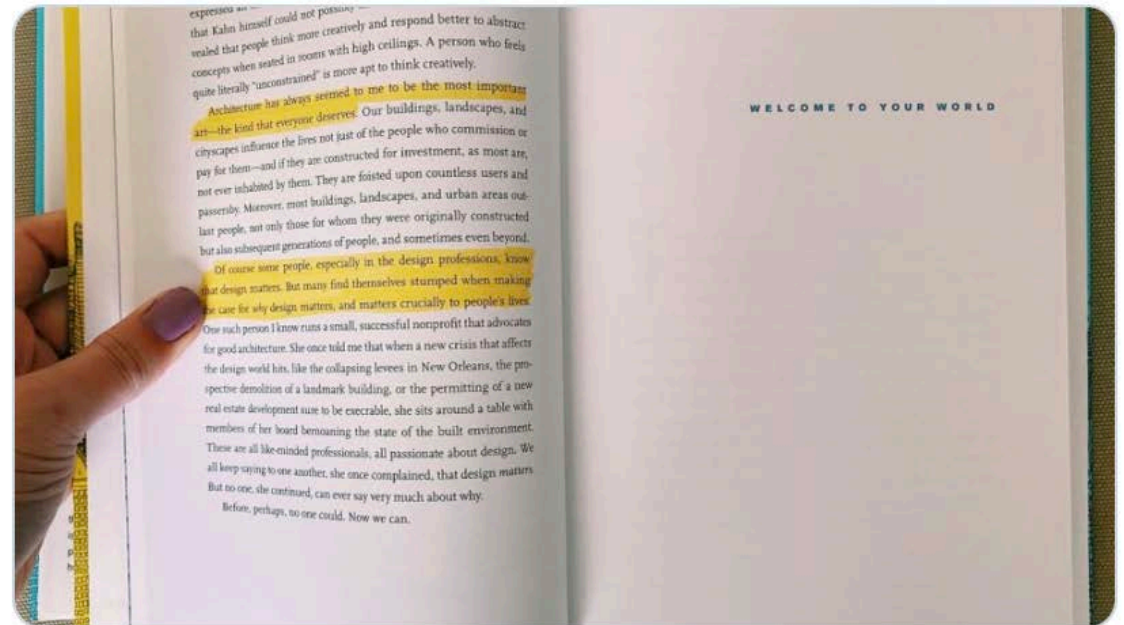 expressed
that Kahn himself could not possibly
vealed that people think more creatively and respond better to abstract
concepts when seated in rooms with high ceilings. A person who feels
quite literally "unconstrained" is more apt to think creatively.
Architecture has always seemed to me to be the most important
art—the kind that everyone deserves. Our buildings, landscapes, and
cityscapes influence the lives not just of the people who commission or
pay for them—and if they are constructed for investment, as most are,
not ever inhabited by them. They are foisted upon countless users and
passersby. Moreover, most buildings, landscapes, and urban areas out-
last people, not only those for whom they were originally constructed
but also subsequent generations of people, and sometimes even beyond.
Of course some people, especially in the design professions, know
that design matters. But many find themselves stumped when making
the case for why design matters, and matters crucially to people's lives.
One such person I know runs a small, successful nonprofit that advocates
for good architecture. She once told me that when a new crisis that affects
the design world hits, like the collapsing levees in New Orleans, the pro-
spective demolition of a landmark building, or the permitting of a new
real estate development sure to be execrable, she sits around a table with
members of her board bemoaning the state of the built environment.
These are all like-minded professionals, all passionate about design. We
all keep saying to one another, she once complained, that design matters
But no one, she continued, can ever say very much about why.
Before, perhaps, no one could. Now we can.
WELCOME TO YOUR WORLD